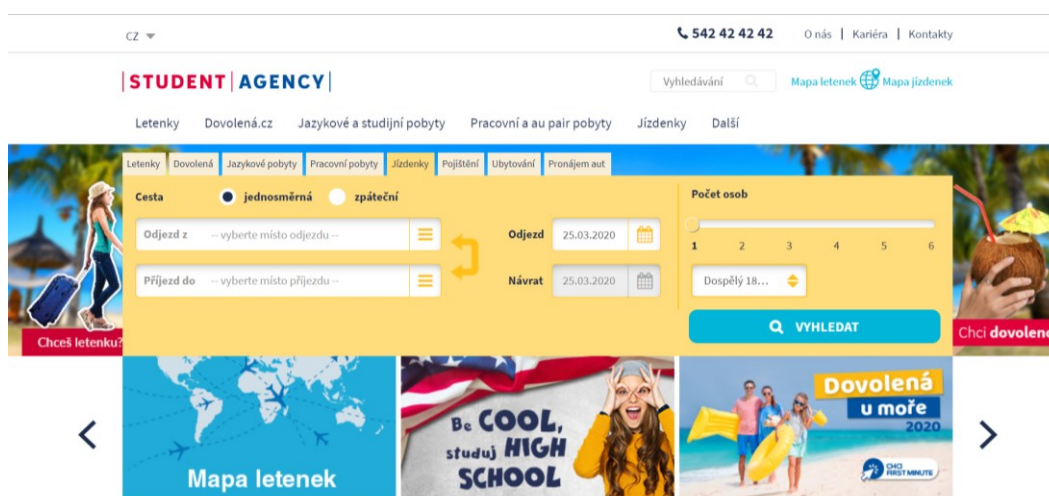 CZ
542 42 42 42 O nás | Kariéra | Kontakty
|STUDENT|AGENCY|
Vyhledávání
Mapa letenek Mapa jízdenek
Letenky Dovolená.cz Jazykové a studijní pobyty Pracovní a au pair pobyty Jízdenky Další
Letenky Dovolená Jazykové pobyty Pracovní pobyty Jízdenky Pojištění Ubytování Pronájem aut
Cesta jednosměrná zpáteční
Počet osob
Odjezd z -- vyberte místo odjezdu --
Odjezd 25.03.2020
1 2 3 4 5 6
Příjezd do -- vyberte místo příjezdu --
Návrat 25.03.2020
Dospělý 18...
VYHLEDAT
Chceš letenku?
Chci dovoleno
Mapa letenek
Be COOL,
studuj HIGH
SCHOOL
Dovolená
u moře
2020
CHCI
FIRST MINUTE